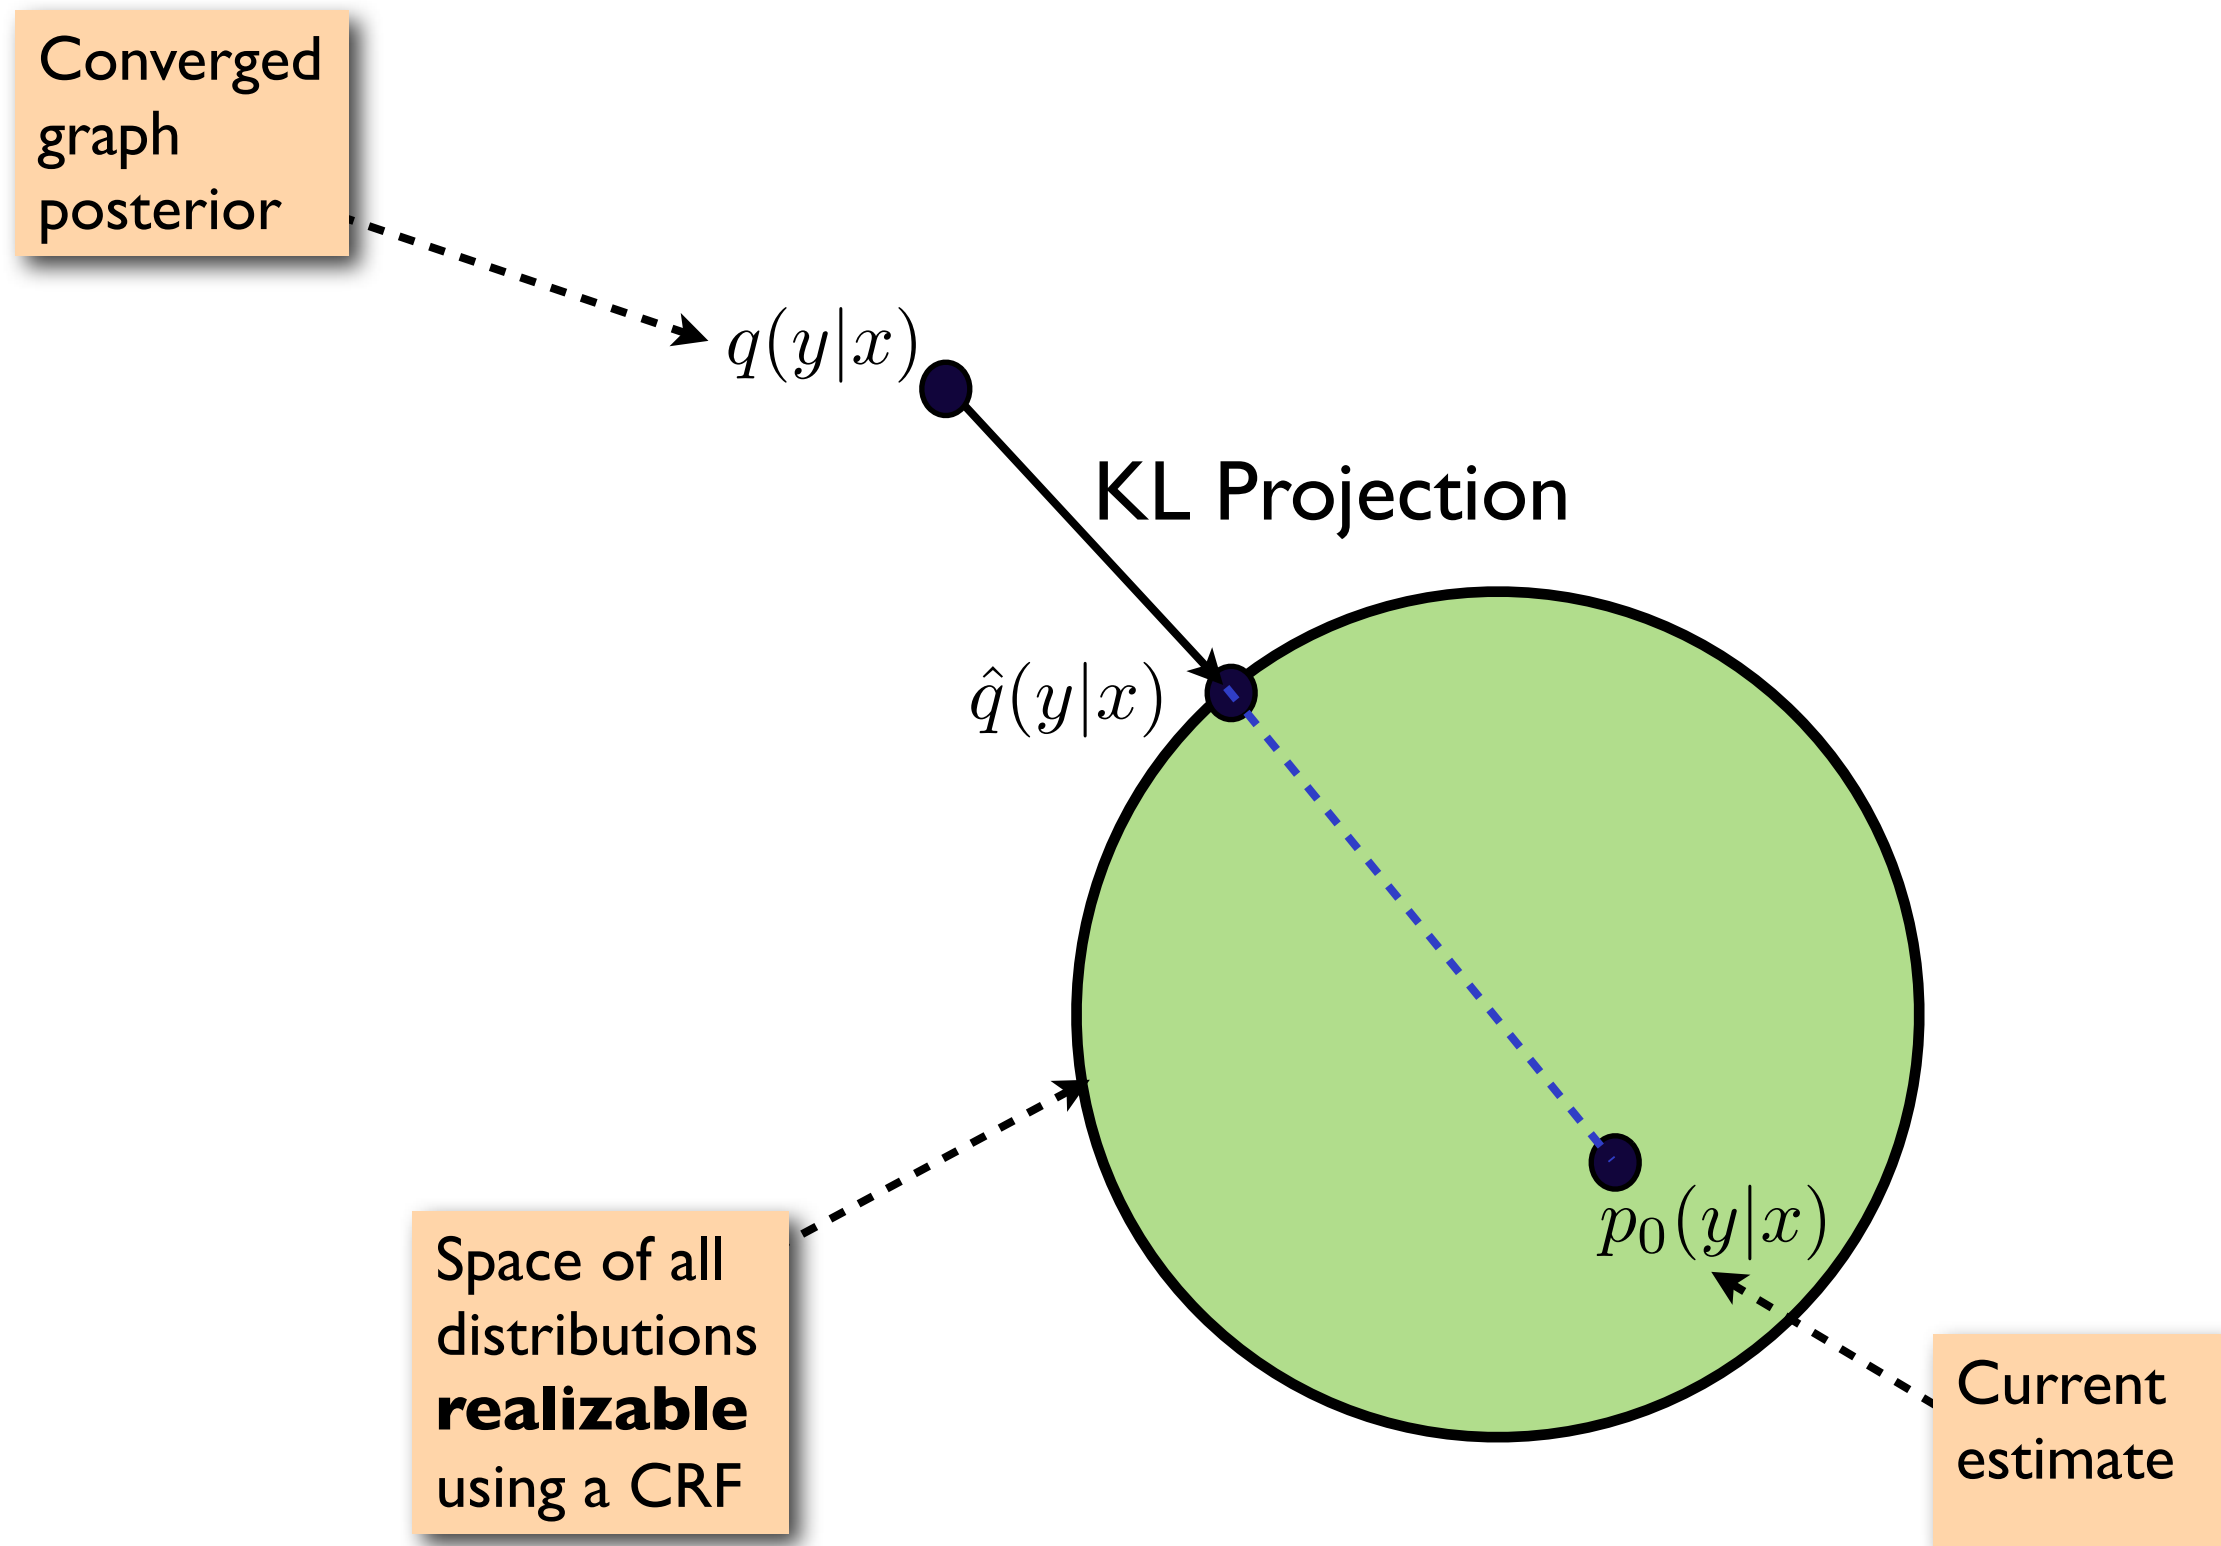 Converged
graph
posterior
q(y|x)
KL Projection
q̂(y|x)
p₀(y|x)
Space of all
distributions
realizable
using a CRF
Current
estimate